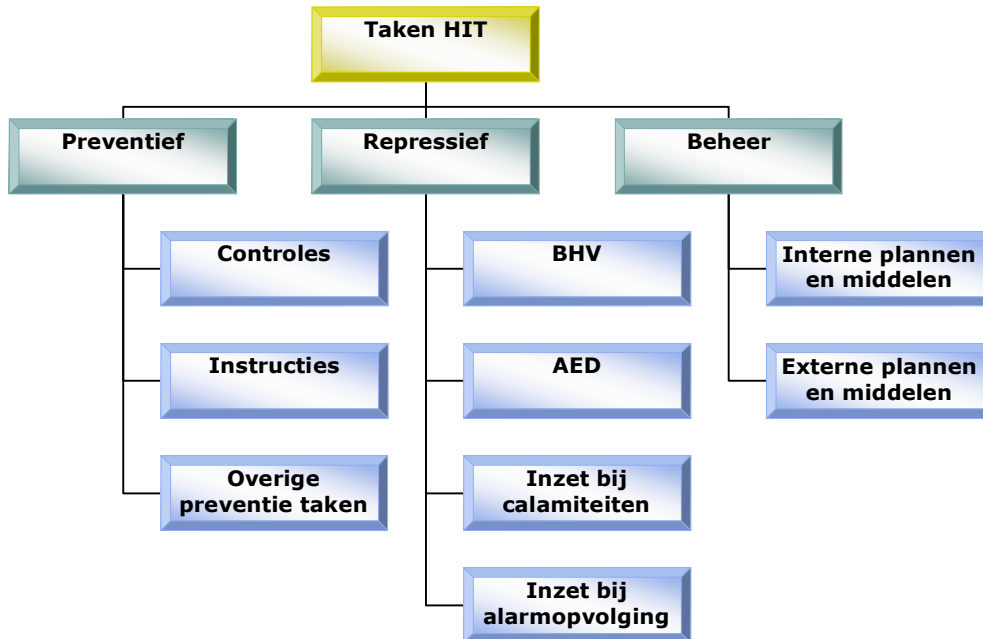 Taken HIT
Preventief
Repressief
Beheer
Controles
BHV
Interne plannen
en middelen
Instructies
AED
Externe plannen
en middelen
Overige
preventie taken
Inzet bij
calamiteiten
Inzet bij
alarmopvolging